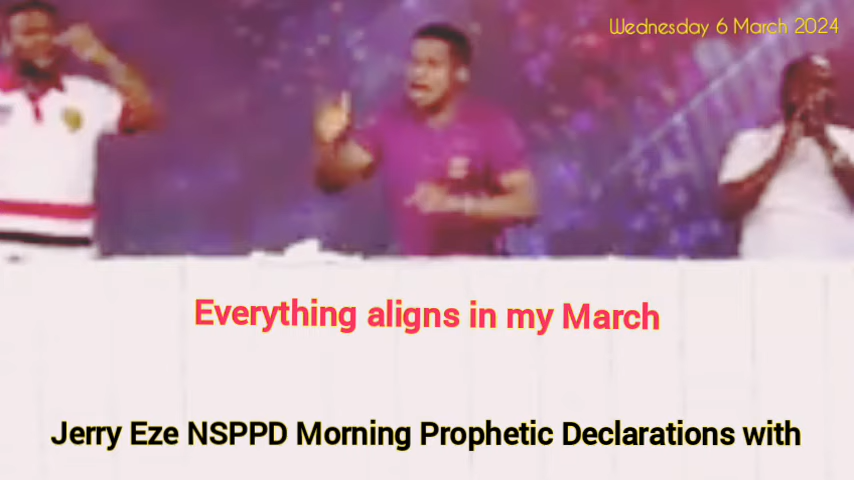 Wednesday 6 March 2024
Everything aligns in my March
Jerry Eze NSPPD Morning Prophetic Declarations with